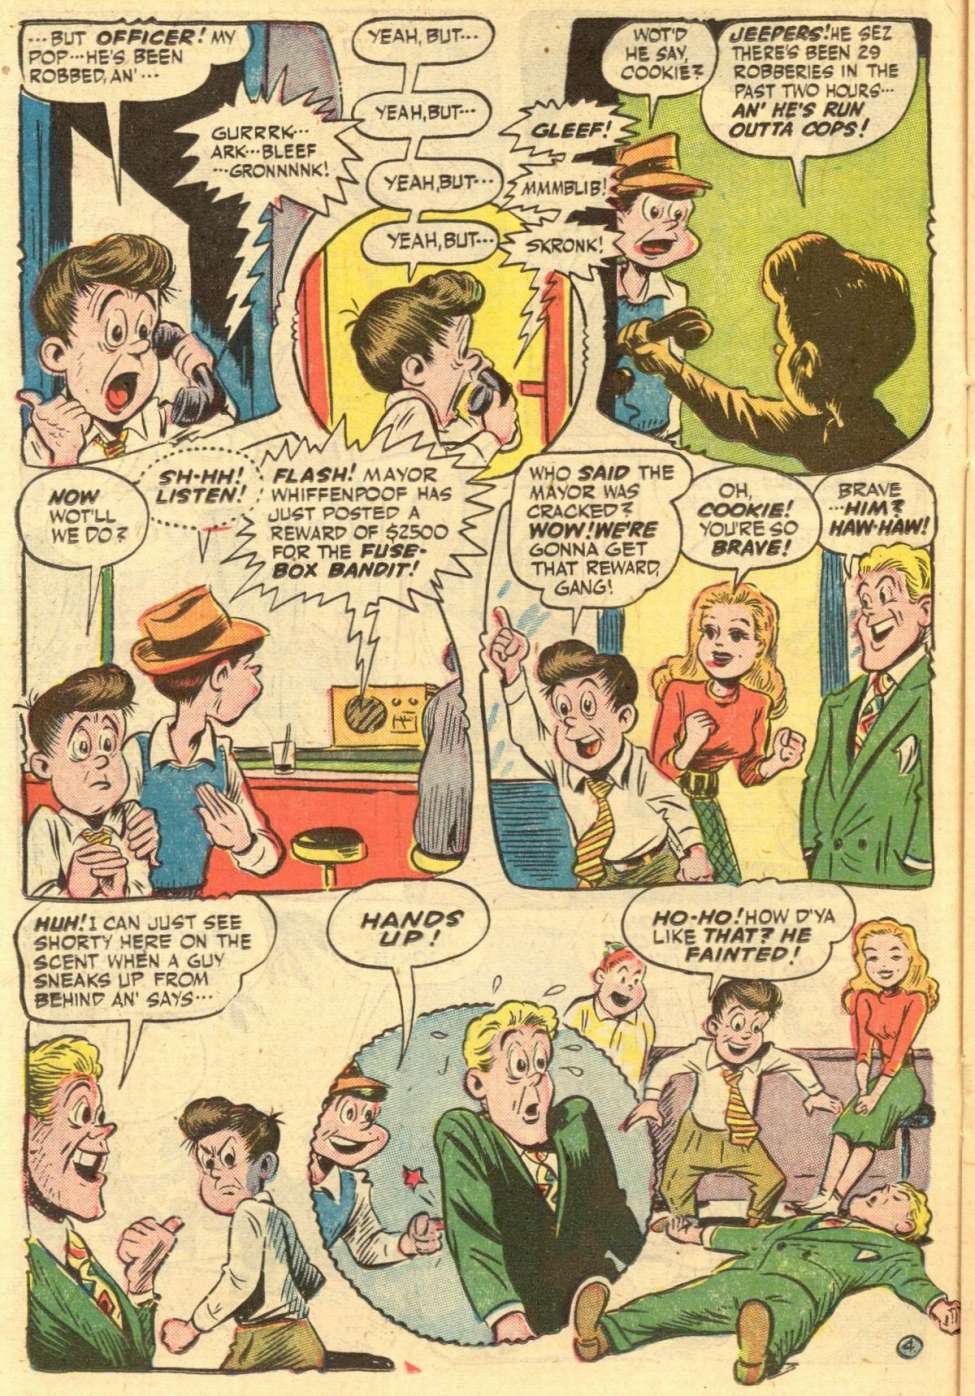 ...BUT OFFICER! MY
POP...HE'S BEEN
ROBBED, AN'...
GURRRK...
ARK...BLEEF
...GRONNNNK!
YEAH, BUT...
YEAH, BUT...
YEAH, BUT...
YEAH, BUT...
GLEEF!
MMMBLIB!
SKRONK!
WOT'D
HE SAY,
COOKIE?
JEEPERS! HE SEZ
THERE'S BEEN 29
ROBBERIES IN THE
PAST TWO HOURS...
AN' HE'S RUN
OUTTA COPS!
NOW
WOT'LL
WE DO?
SH-HH!
LISTEN!
FLASH! MAYOR
WHIFFENPOOF HAS
JUST POSTED A
REWARD OF $2500
FOR THE FUSE-
BOX BANDIT!
WHO SAID THE
MAYOR WAS
CRACKED?
WOW! WE'RE
GONNA GET
THAT REWARD,
GANG!
OH,
COOKIE!
YOU'RE SO
BRAVE!
BRAVE
...HIM?
HAW-HAW!
HUH! I CAN JUST SEE
SHORTY HERE ON THE
SCENT WHEN A GUY
SNEAKS UP FROM
BEHIND AN' SAYS...
HANDS
UP!
HO-HO! HOW D'YA
LIKE THAT? HE
FAINTED!
4